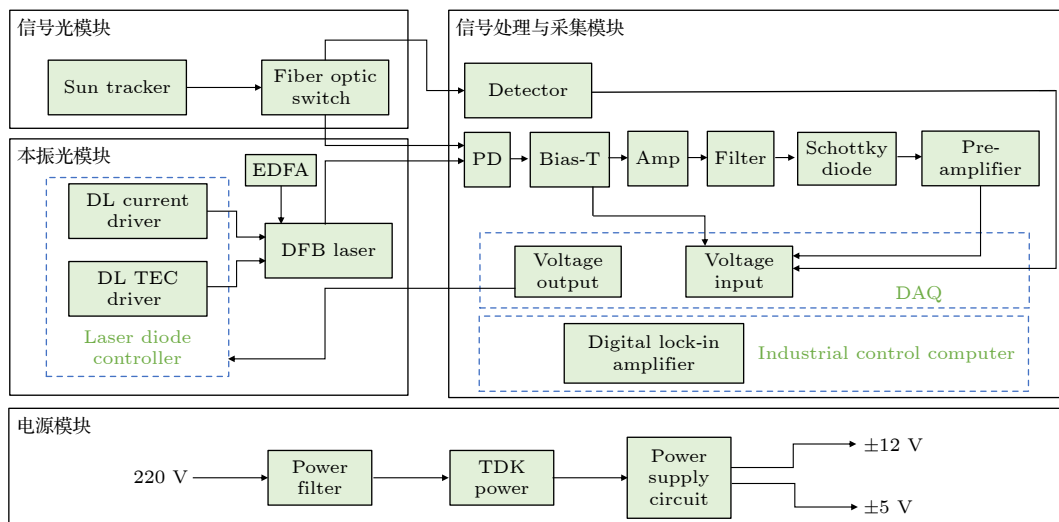 信号光模块
Sun tracker
Fiber optic
switch
本振光模块
EDFA
DL current
driver
DFB laser
DL TEC
driver
Laser diode
controller
信号处理与采集模块
Detector
PD
Bias-T
Amp
Filter
Schottky
diode
Pre-
amplifier
Voltage
output
Voltage
input
DAQ
Digital lock-in
amplifier
Industrial control computer
电源模块
220 V
Power
filter
TDK
power
Power
supply
circuit
±12 V
±5 V